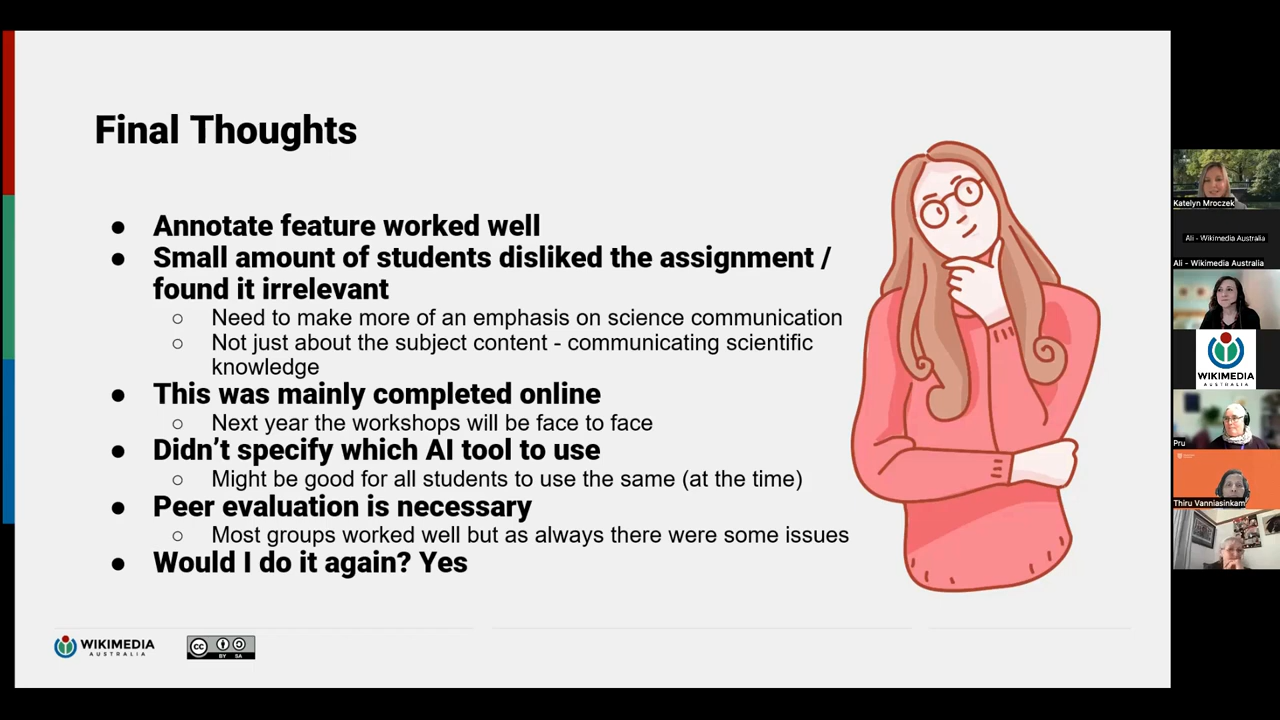 Final Thoughts
● Annotate feature worked well
● Small amount of students disliked the assignment /
found it irrelevant
○ Need to make more of an emphasis on science communication
○ Not just about the subject content - communicating scientific
knowledge
● This was mainly completed online
○ Next year the workshops will be face to face
● Didn't specify which AI tool to use
○ Might be good for all students to use the same (at the time)
● Peer evaluation is necessary
○ Most groups worked well but as always there were some issues
● Would I do it again? Yes
WIKIMEDIA
AUSTRALIA
CC
BY SA
Katelyn Mroczek
Ali - Wikimedia Australia
Ali - Wikimedia Australia
WIKIMEDIA
AUSTRALIA
Pru
Thiru Vanniasinkam